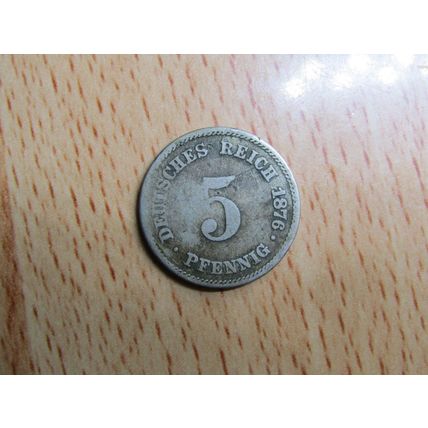 DEUTSCHES REICH 1876
5
PFENNIG